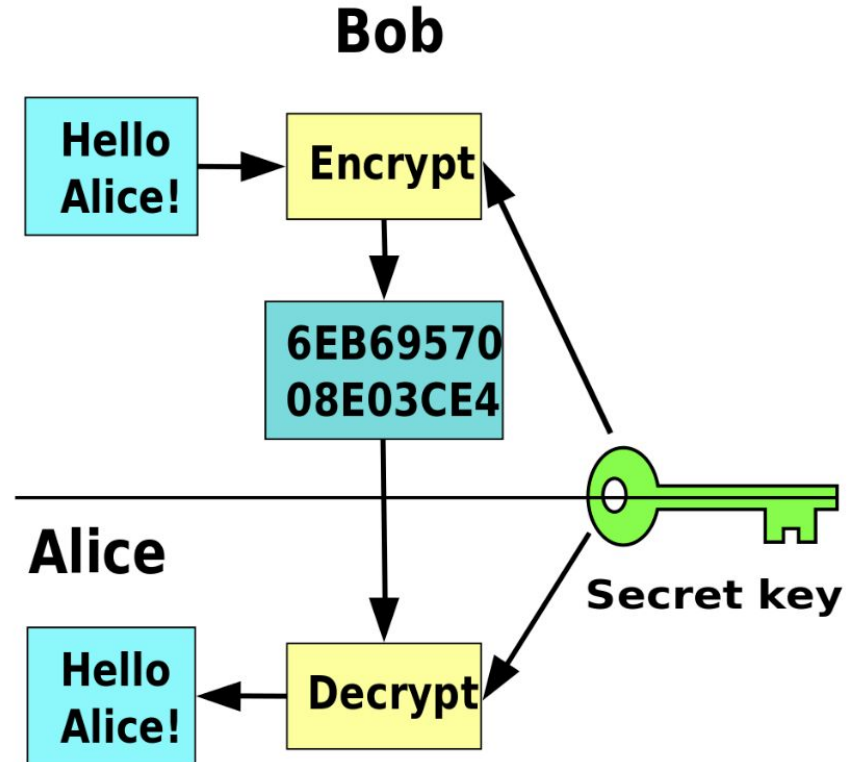 Bob
Hello
Alice!
Encrypt
6EB69570
08E03CE4
Alice
Secret key
Hello
Alice!
Decrypt